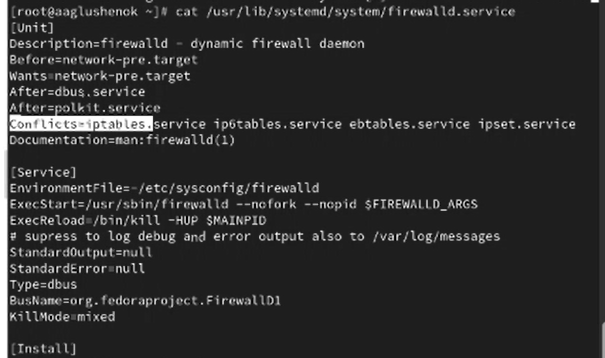 [root@aaglushenok ~]# cat /usr/lib/systemd/system/firewalld.service
[Unit]
Description=firewalld - dynamic firewall daemon
Before=network-pre.target
Wants=network-pre.target
After=dbus.service
After=polkit.service
Conflicts=iptables.service ip6tables.service ebtables.service ipset.service
Documentation=man:firewalld(1)
[Service]
EnvironmentFile=-/etc/sysconfig/firewalld
ExecStart=/usr/sbin/firewalld --nofork --nopid $FIREWALLD_ARGS
ExecReload=/bin/kill -HUP $MAINPID
# supress to log debug and error output also to /var/log/messages
StandardOutput=null
StandardError=null
Type=dbus
BusName=org.fedoraproject.FirewallD1
KillMode=mixed
[Install]